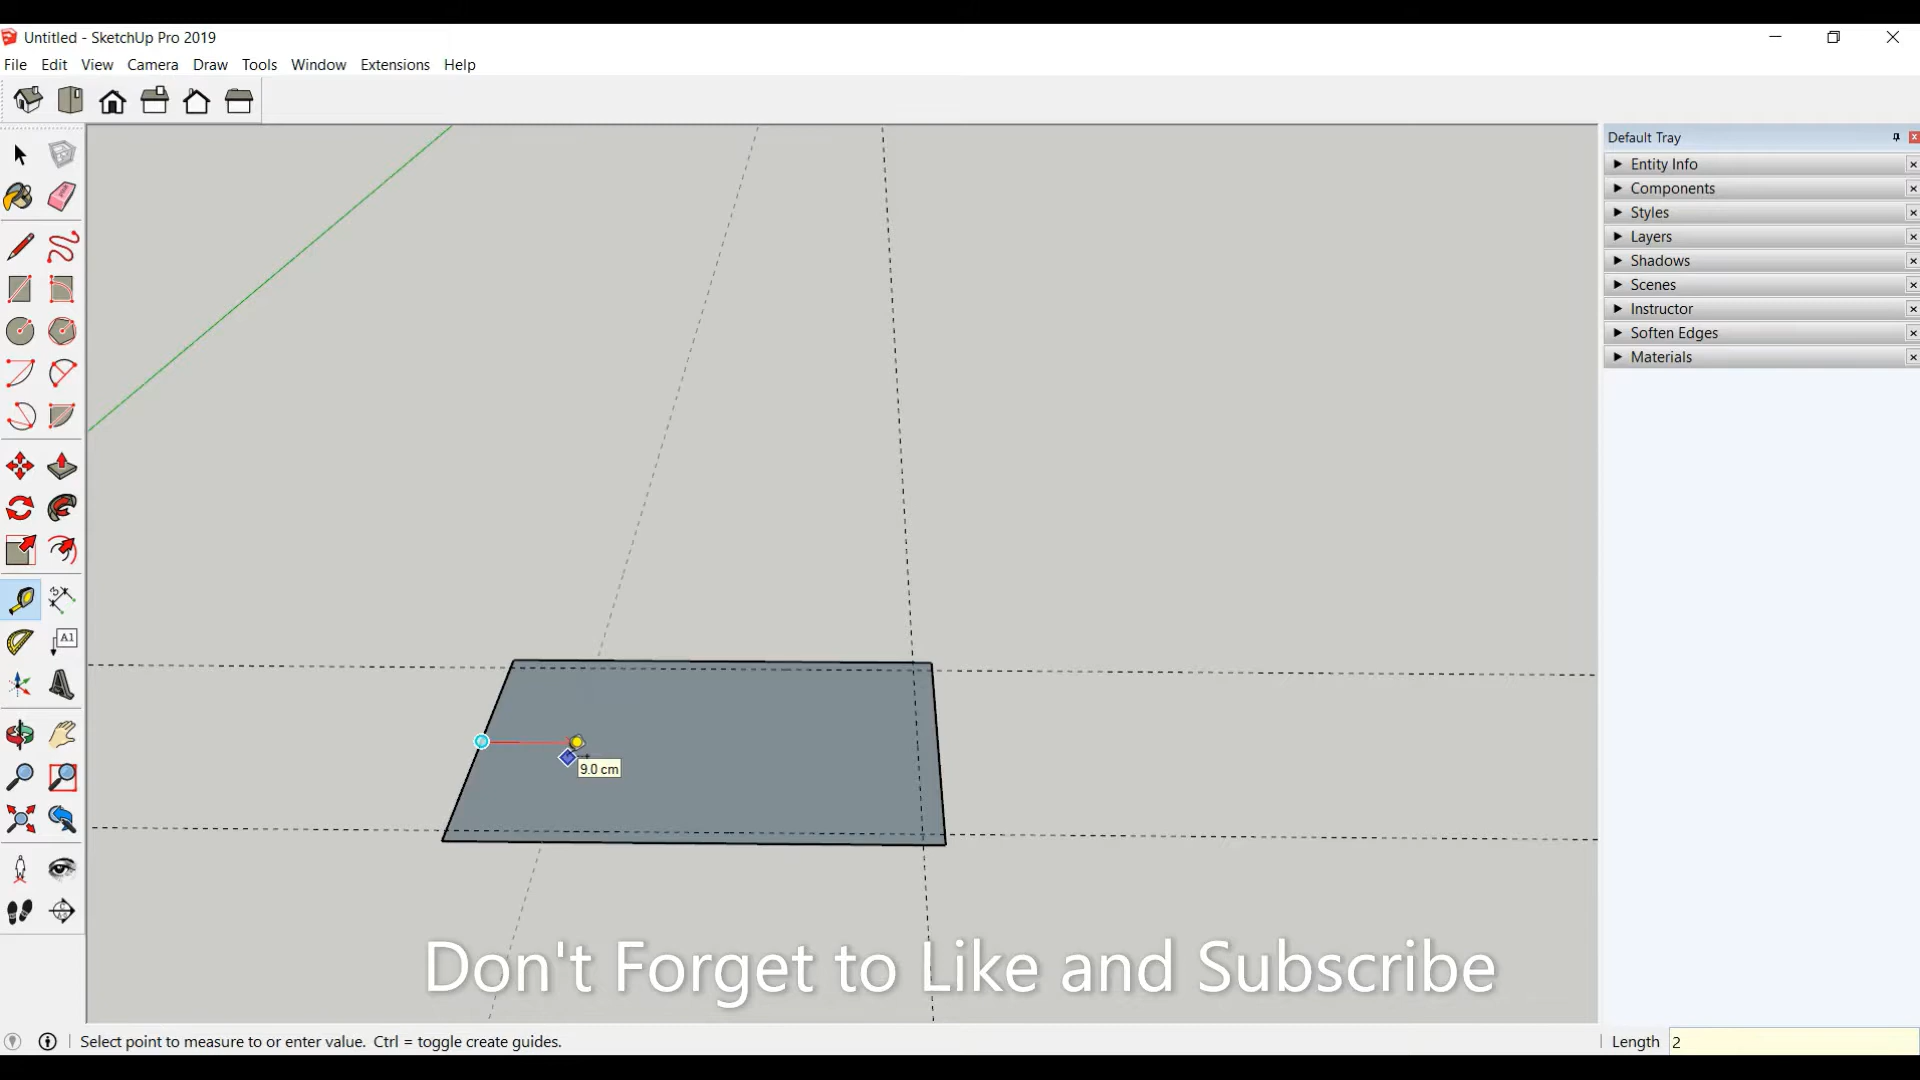 Untitled - SketchUp Pro 2019
File Edit View Camera Draw Tools Window Extensions Help
Default Tray
Entity Info
Components
Styles
Layers
Shadows
Scenes
Instructor
Soften Edges
Materials
A1
9.0 cm
Don't Forget to Like and Subscribe
Select point to measure to or enter value. Ctrl = toggle create guides.
Length 2